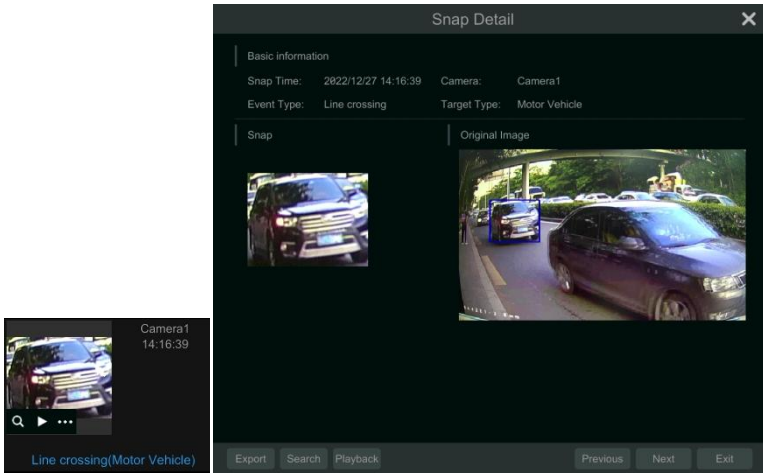 Camera1
14:16:39
Line crossing(Motor Vehicle)
Snap Detail
Basic information
Snap Time: 2022/12/27 14:16:39 Camera: Camera1
Event Type: Line crossing Target Type: Motor Vehicle
Snap Original Image
Export Search Playback Previous Next Exit